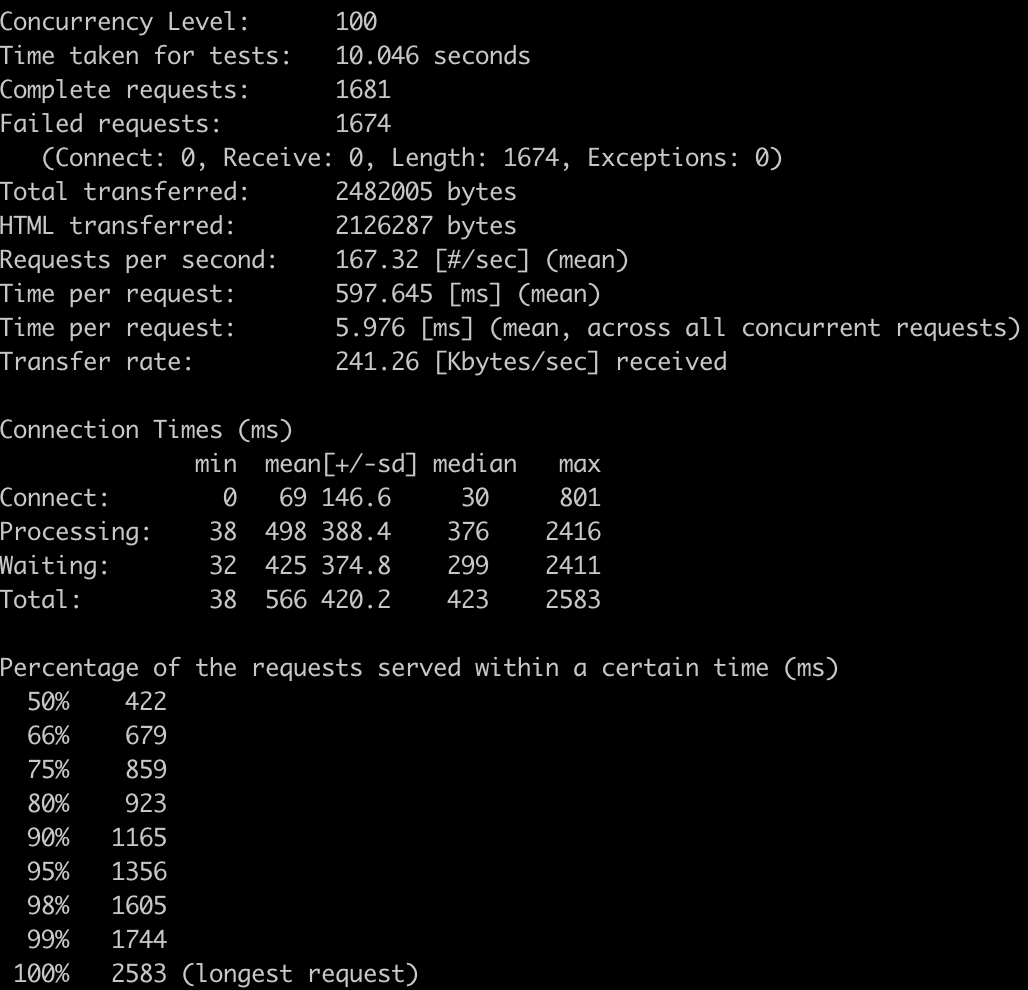 Concurrency Level:      100
Time taken for tests:   10.046 seconds
Complete requests:      1681
Failed requests:        1674
   (Connect: 0, Receive: 0, Length: 1674, Exceptions: 0)
Total transferred:      2482005 bytes
HTML transferred:       2126287 bytes
Requests per second:    167.32 [#/sec] (mean)
Time per request:       597.645 [ms] (mean)
Time per request:       5.976 [ms] (mean, across all concurrent requests)
Transfer rate:          241.26 [Kbytes/sec] received

Connection Times (ms)
              min  mean[+/-sd] median   max
Connect:        0   69 146.6     30     801
Processing:    38  498 388.4    376    2416
Waiting:       32  425 374.8    299    2411
Total:         38  566 420.2    423    2583

Percentage of the requests served within a certain time (ms)
  50%    422
  66%    679
  75%    859
  80%    923
  90%   1165
  95%   1356
  98%   1605
  99%   1744
 100%   2583 (longest request)